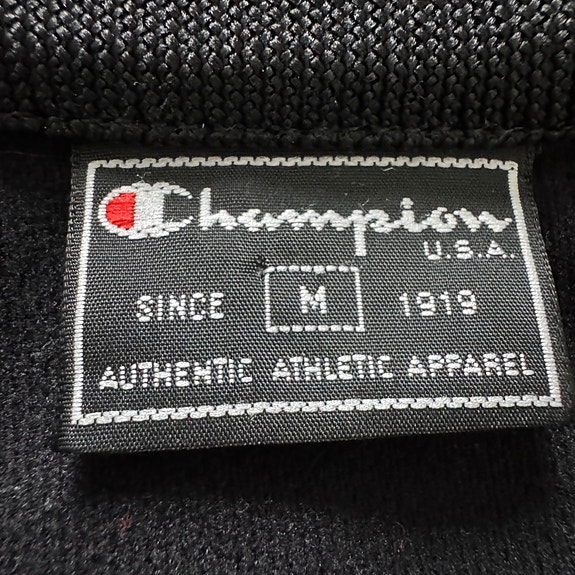 Champion
U.S.A.
SINCE M 1919
AUTHENTIC ATHLETIC APPAREL